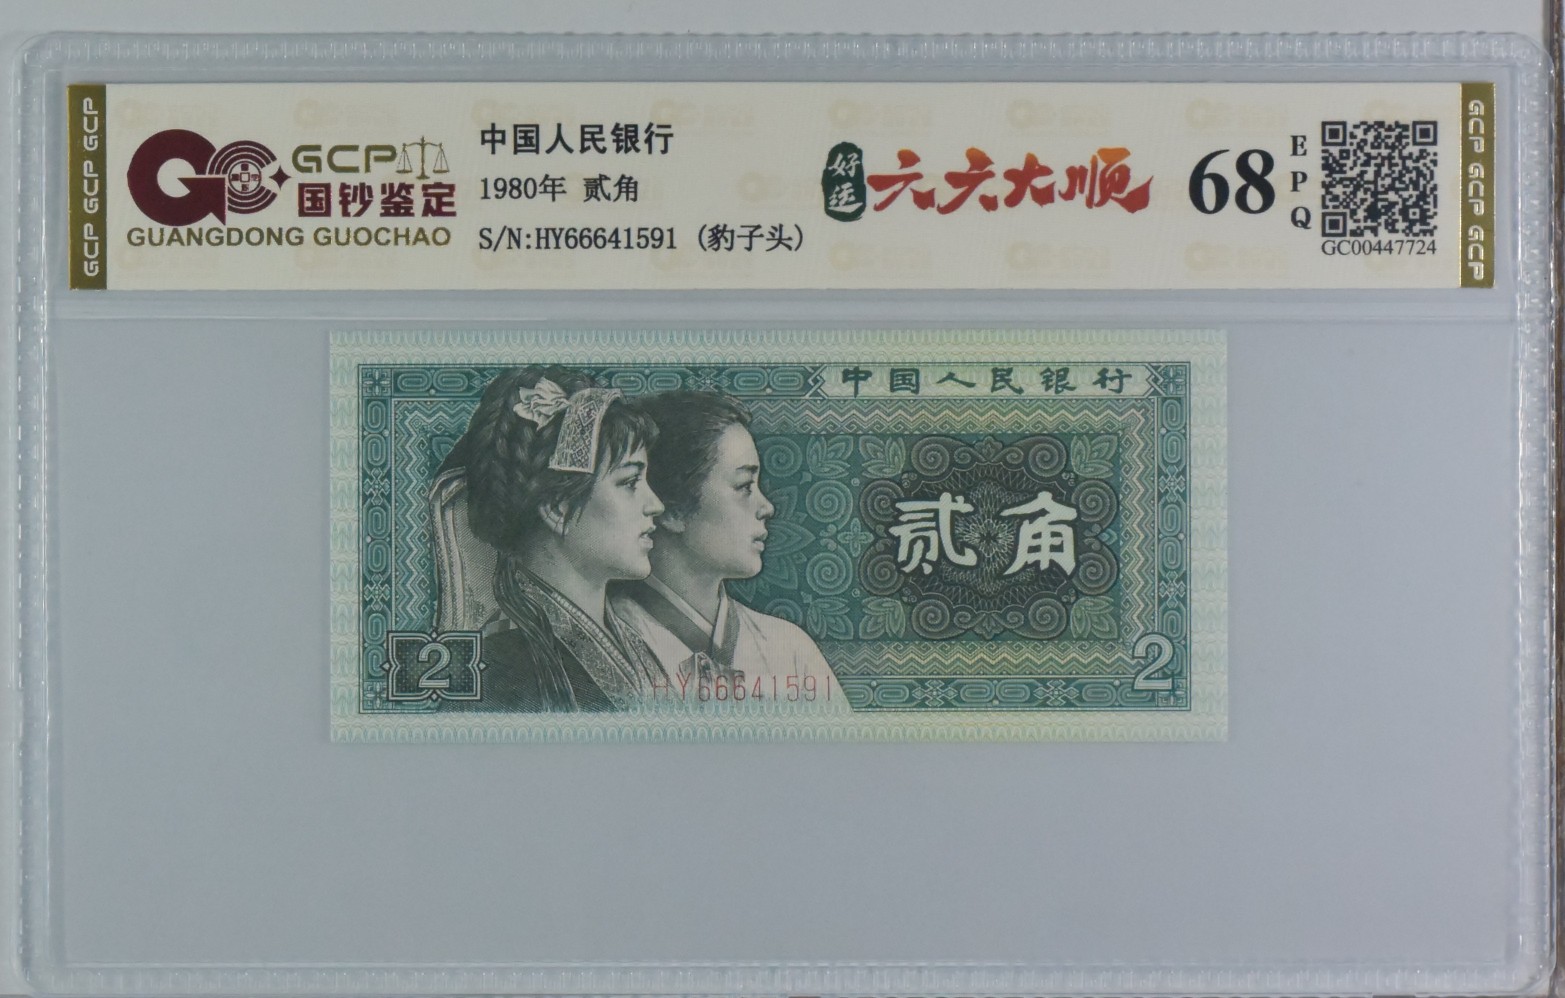 GCP GCP GCP
GCP
国钞鉴定
GUANGDONG GUOCHAO
中国人民银行
1980年 贰角
S/N:HY66641591 (豹子头)
好运
六六大顺
68
EPQ
GC00447724
GCP GCP GCP
中国人民银行
贰角
2
2
HY66641591